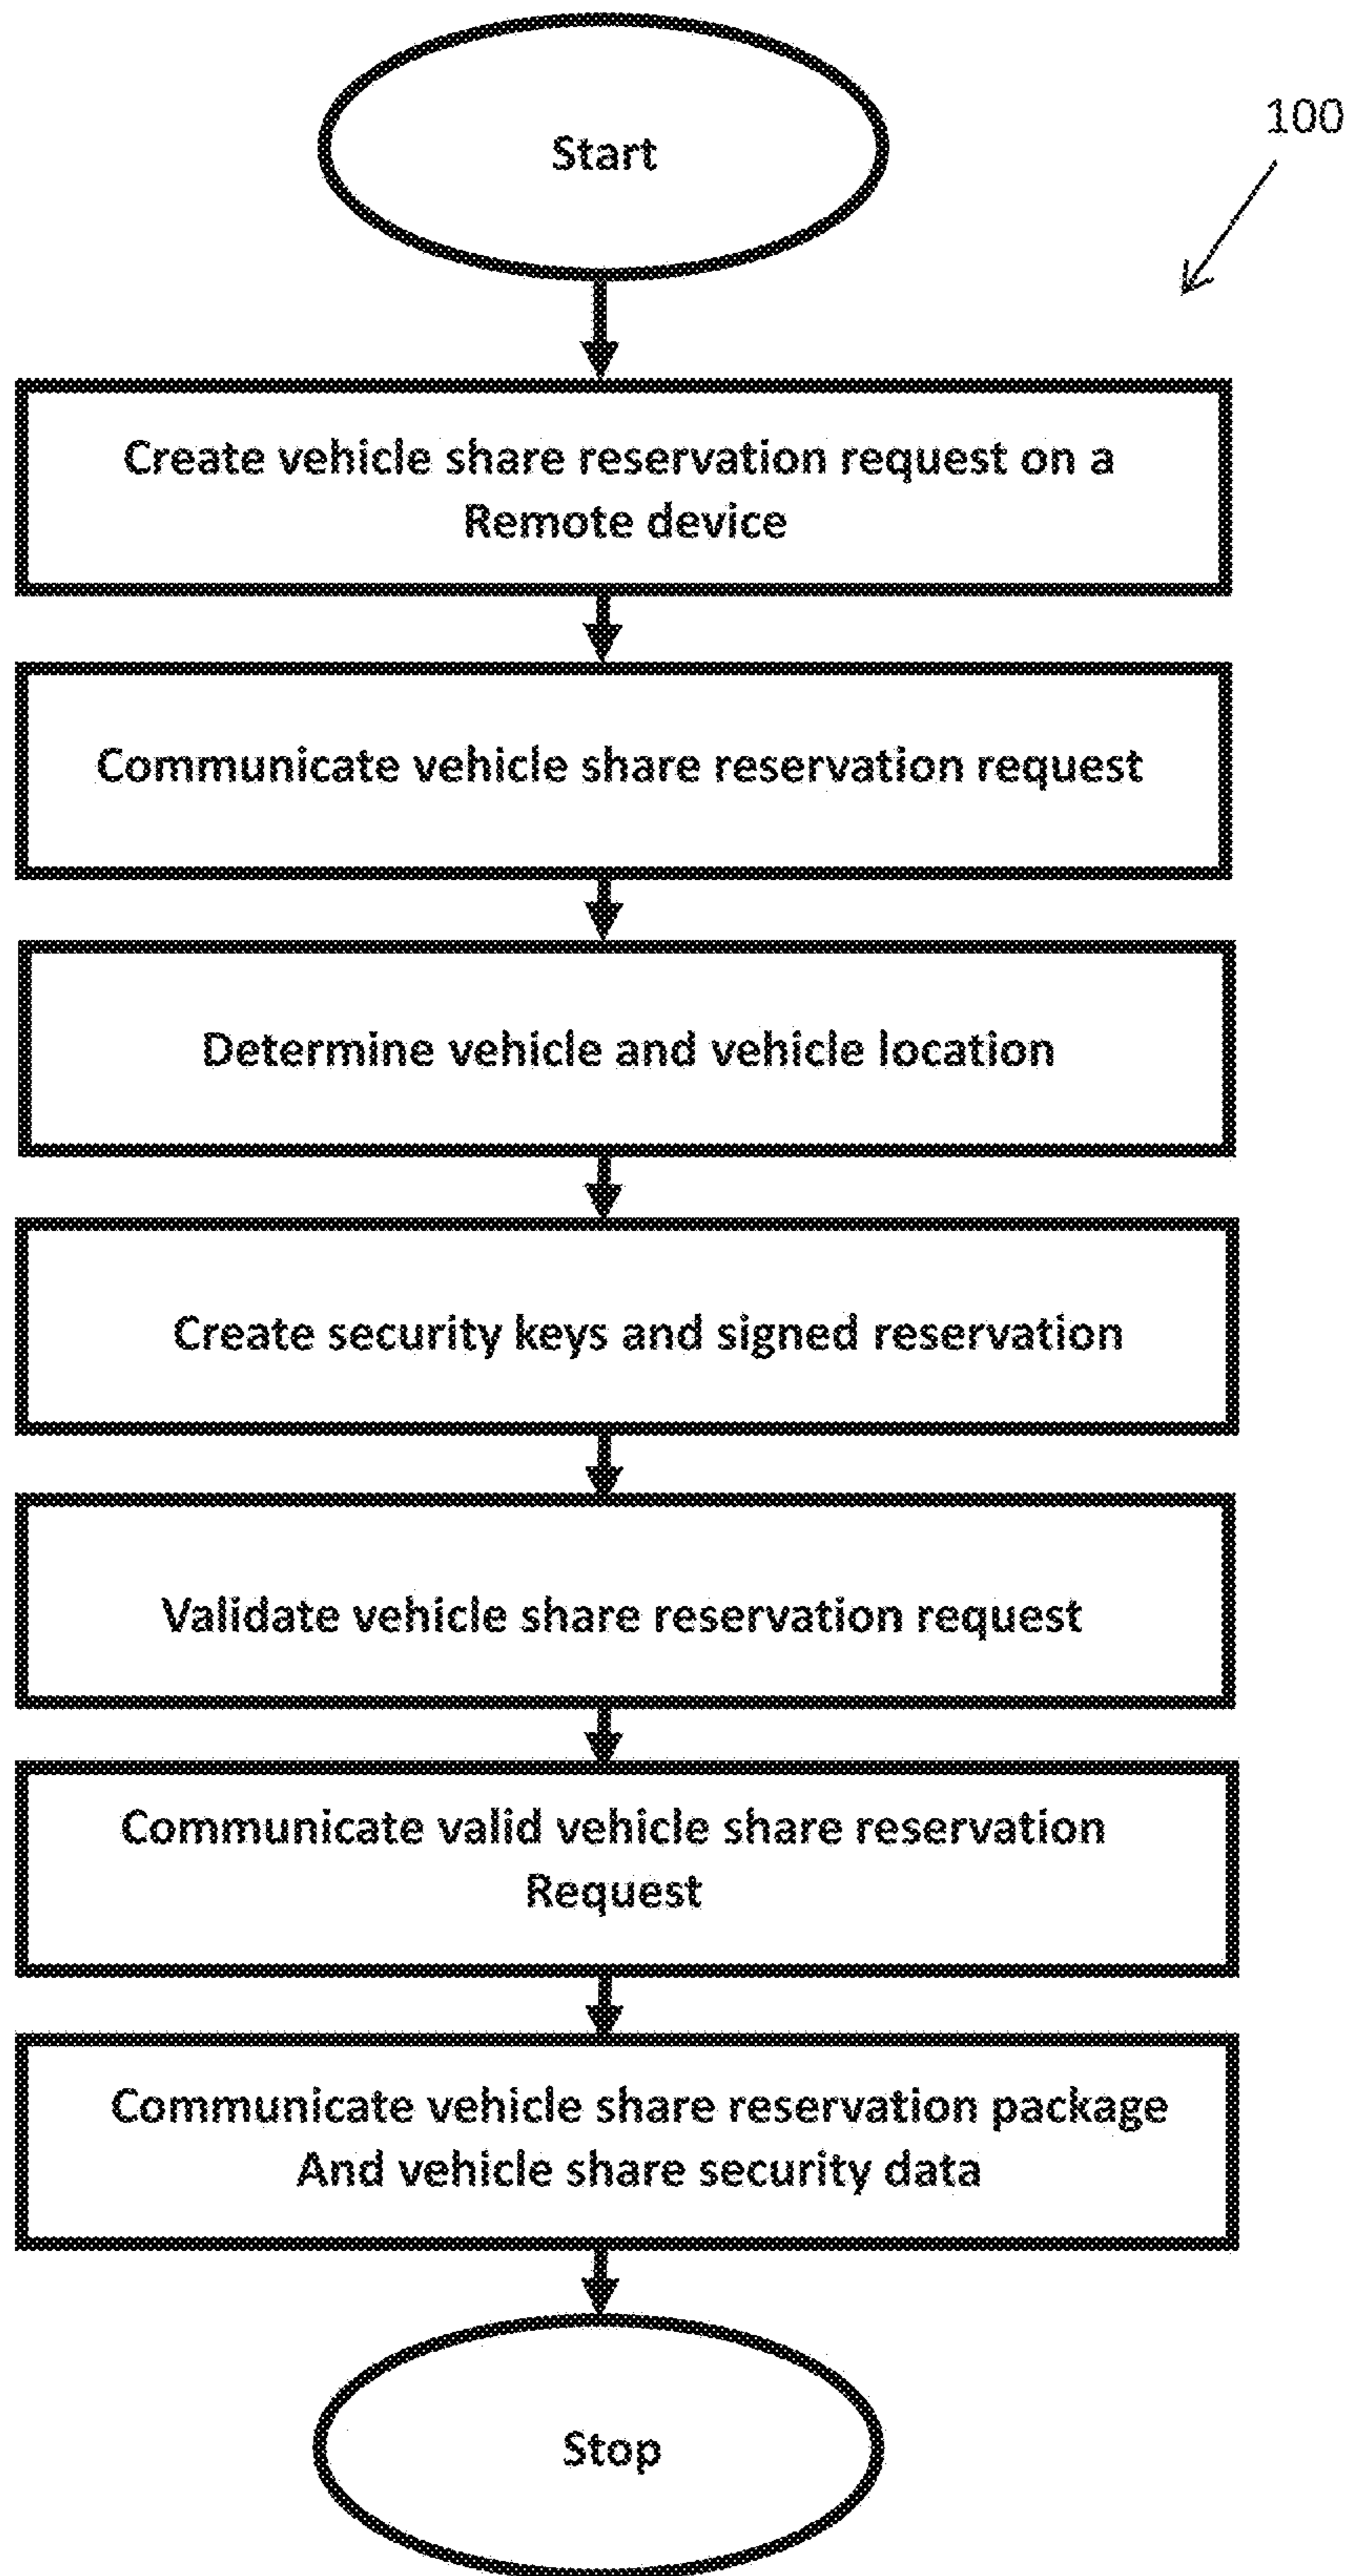 Start
100
Create vehicle share reservation request on a
Remote device
Communicate vehicle share reservation request
Determine vehicle and vehicle location
Create security keys and signed reservation
Validate vehicle share reservation request
Communicate valid vehicle share reservation
Request
Communicate vehicle share reservation package
And vehicle share security data
Stop